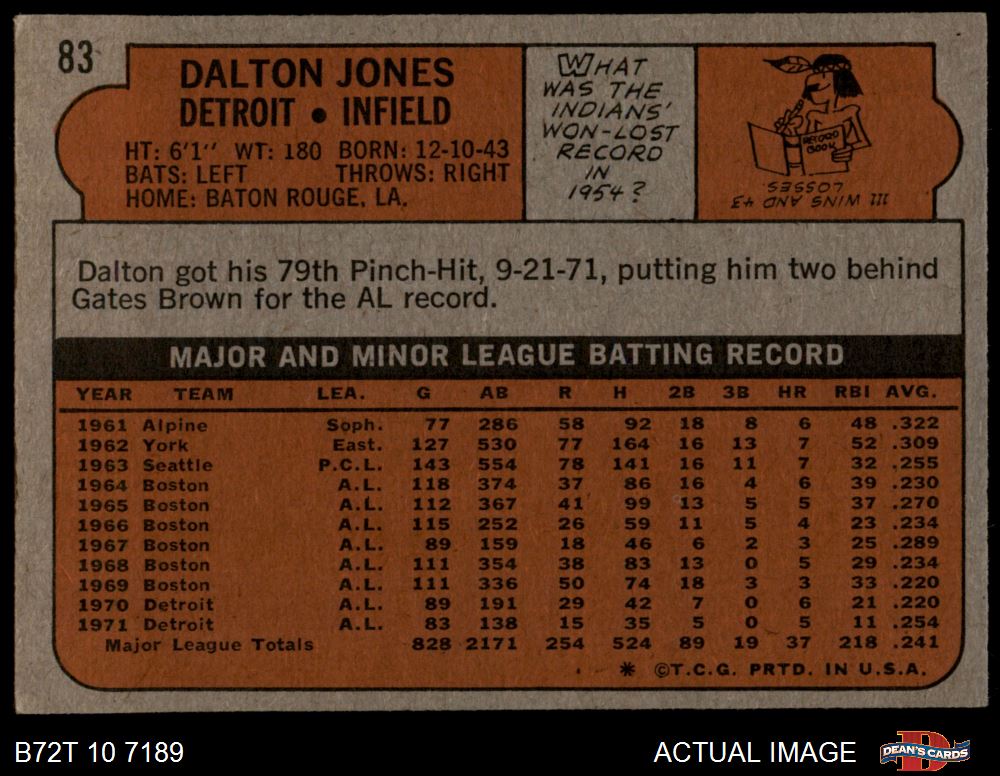 83
DALTON JONES
DETROIT • INFIELD
HT: 6'1" WT: 180 BORN: 12-10-43
BATS: LEFT THROWS: RIGHT
HOME: BATON ROUGE, LA.
WHAT
WAS THE
INDIANS'
WON-LOST
RECORD
IN
1954?
RECORD
BOOK
111 WINS AND 43
LOSSES
Dalton got his 79th Pinch-Hit, 9-21-71, putting him two behind
Gates Brown for the AL record.
MAJOR AND MINOR LEAGUE BATTING RECORD
YEAR TEAM LEA. G AB R H 2B 3B HR RBI AVG.
1961 Alpine Soph. 77 286 58 92 18 8 6 48 .322
1962 York East. 127 530 77 164 16 13 7 52 .309
1963 Seattle P.C.L. 143 554 78 141 16 11 7 32 .255
1964 Boston A.L. 118 374 37 86 16 4 6 39 .230
1965 Boston A.L. 112 367 41 99 13 5 5 37 .270
1966 Boston A.L. 115 252 26 59 11 5 4 23 .234
1967 Boston A.L. 89 159 18 46 6 2 3 25 .289
1968 Boston A.L. 111 354 38 83 13 0 5 29 .234
1969 Boston A.L. 111 336 50 74 18 3 3 33 .220
1970 Detroit A.L. 89 191 29 42 7 0 6 21 .220
1971 Detroit A.L. 83 138 15 35 5 0 5 11 .254
Major League Totals 828 2171 254 524 89 19 37 218 .241
* ©T.C.G. PRTD. IN U.S.A.
B72T 10 7189
ACTUAL IMAGE
D
DEAN'S CARDS